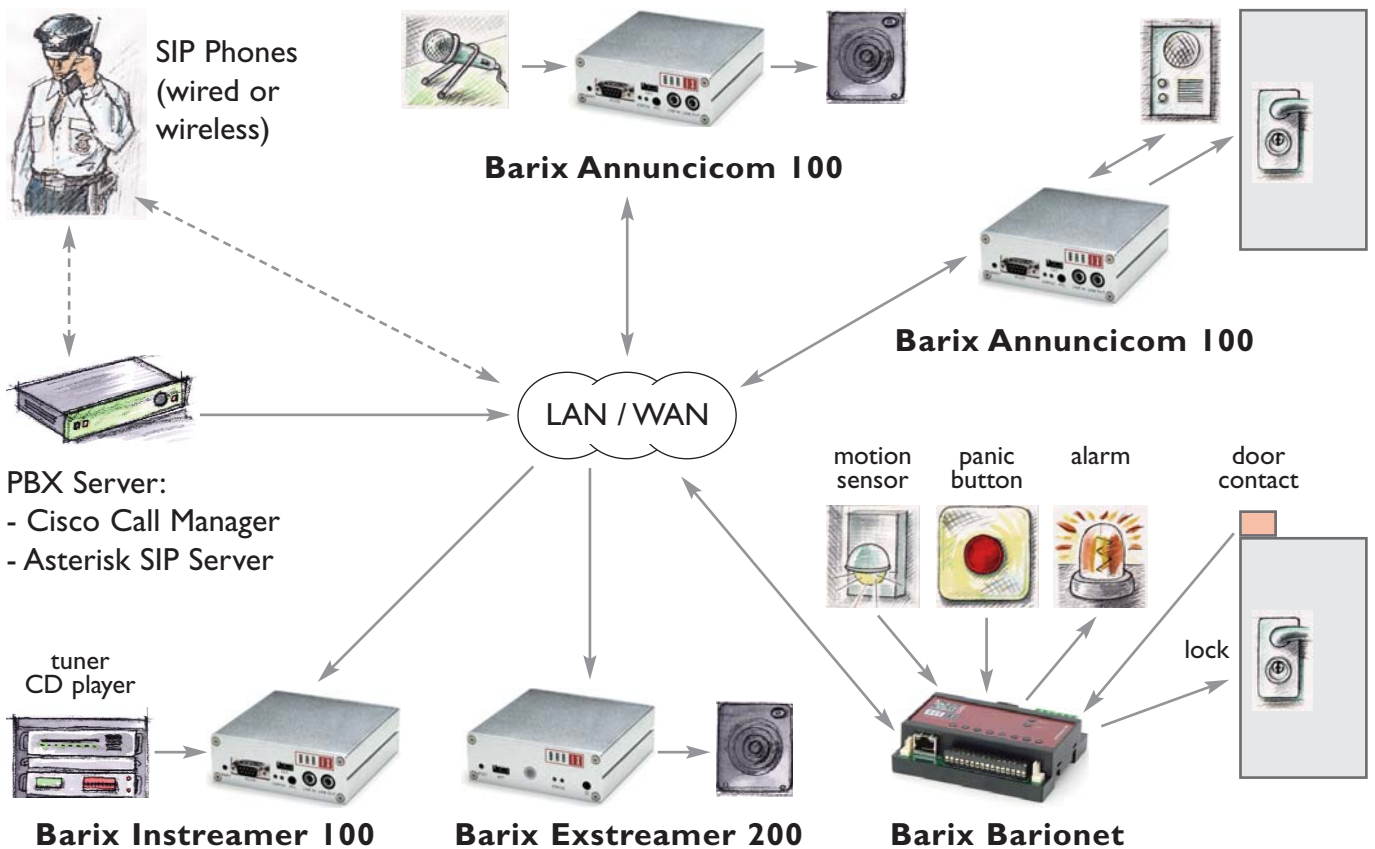 SIP Phones
(wired or
wireless)
Barix Annuncicom 100
Barix Annuncicom 100
LAN / WAN
PBX Server:
- Cisco Call Manager
- Asterisk SIP Server
motion
sensor
panic
button
alarm
door
contact
lock
tuner
CD player
Barix Instreamer 100
Barix Exstreamer 200
Barix Barionet